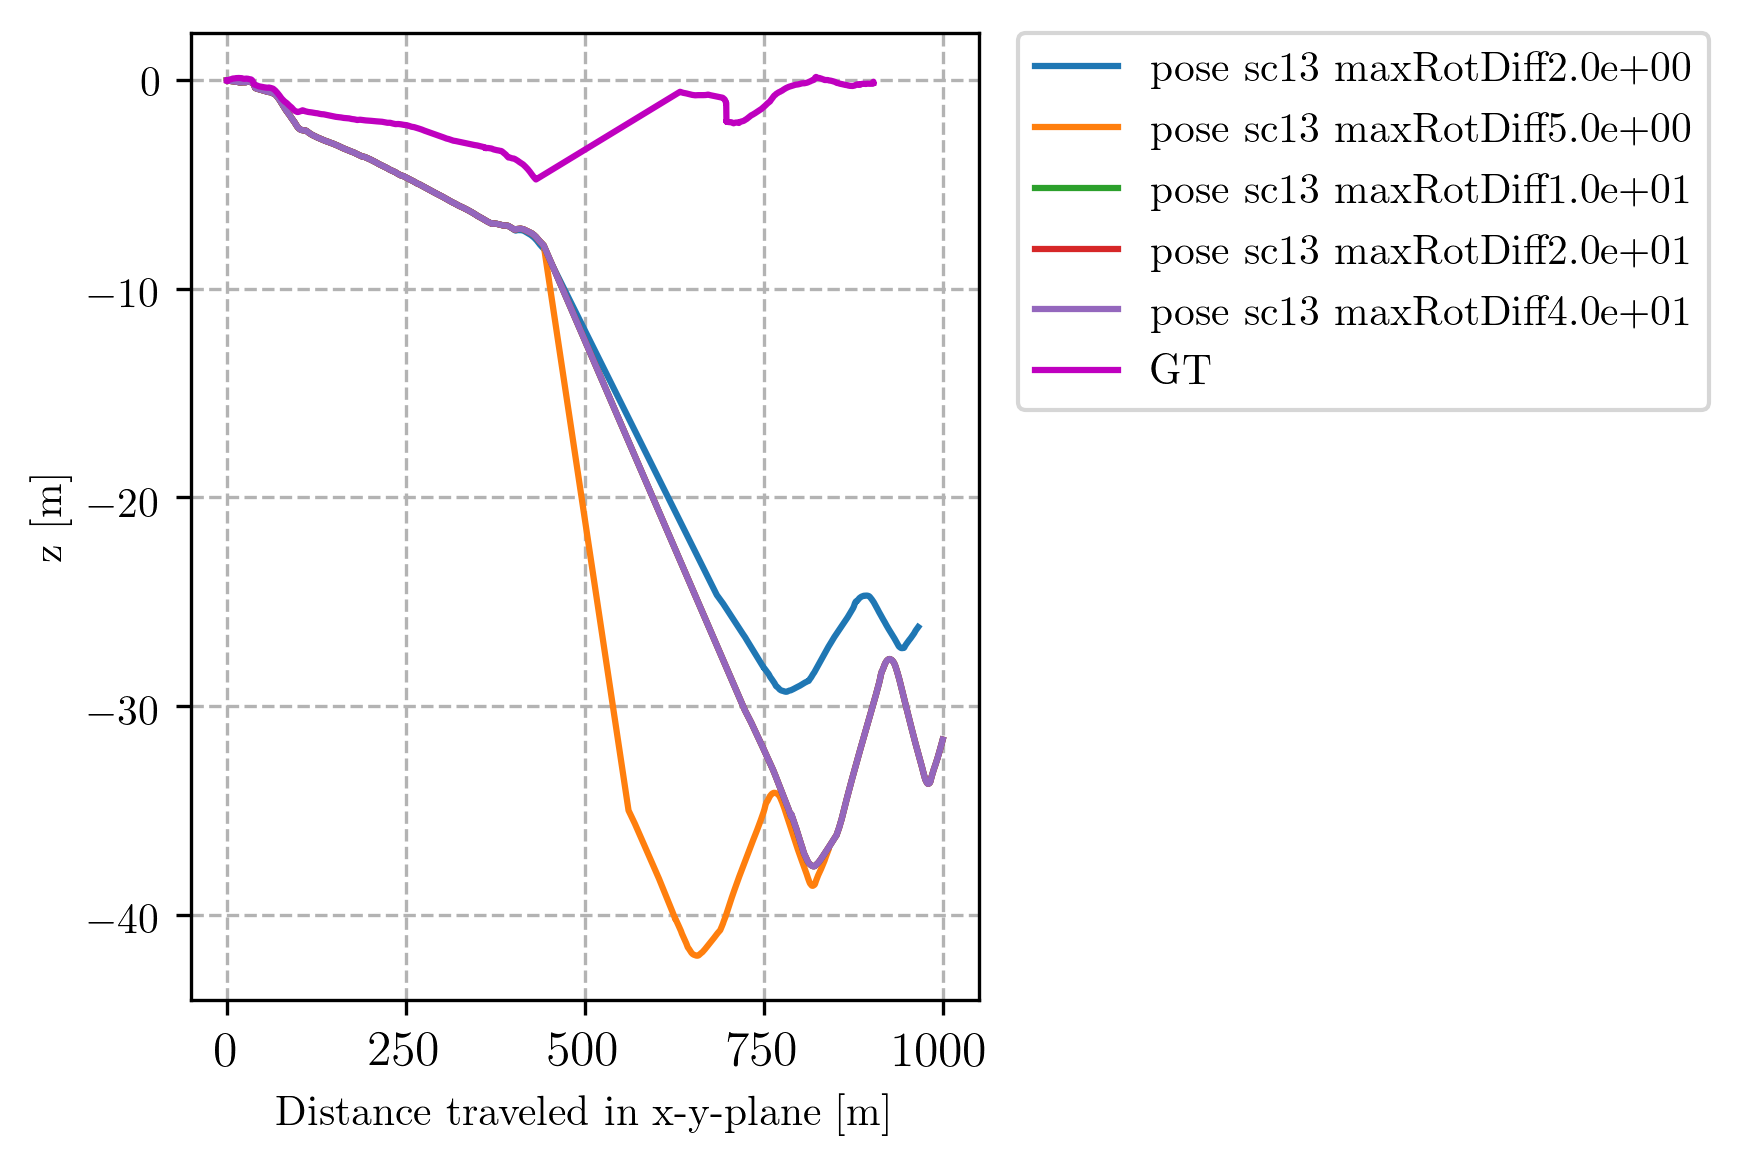 0
−10
−20
−30
−40
z [m]
0 250 500 750 1000
Distance traveled in x-y-plane [m]
pose sc13 maxRotDiff2.0e+00
pose sc13 maxRotDiff5.0e+00
pose sc13 maxRotDiff1.0e+01
pose sc13 maxRotDiff2.0e+01
pose sc13 maxRotDiff4.0e+01
GT